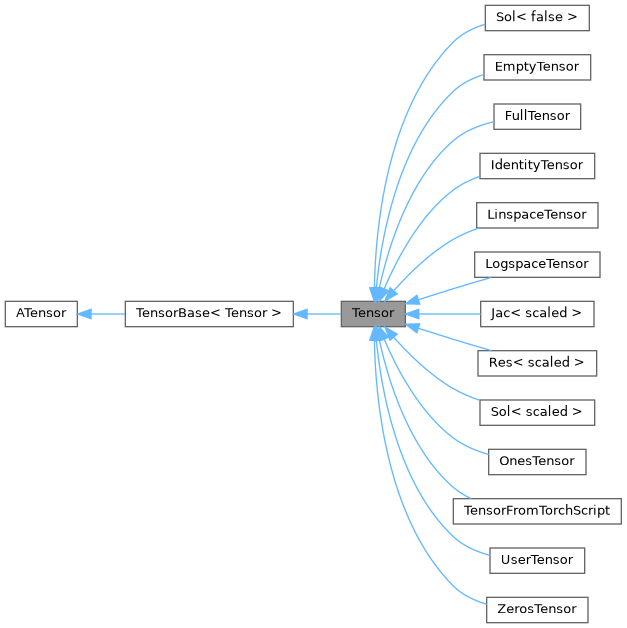 Sol< false >
EmptyTensor
FullTensor
IdentityTensor
LinspaceTensor
LogspaceTensor
ATensor
TensorBase< Tensor >
Tensor
Jac< scaled >
Res< scaled >
Sol< scaled >
OnesTensor
TensorFromTorchScript
UserTensor
ZerosTensor